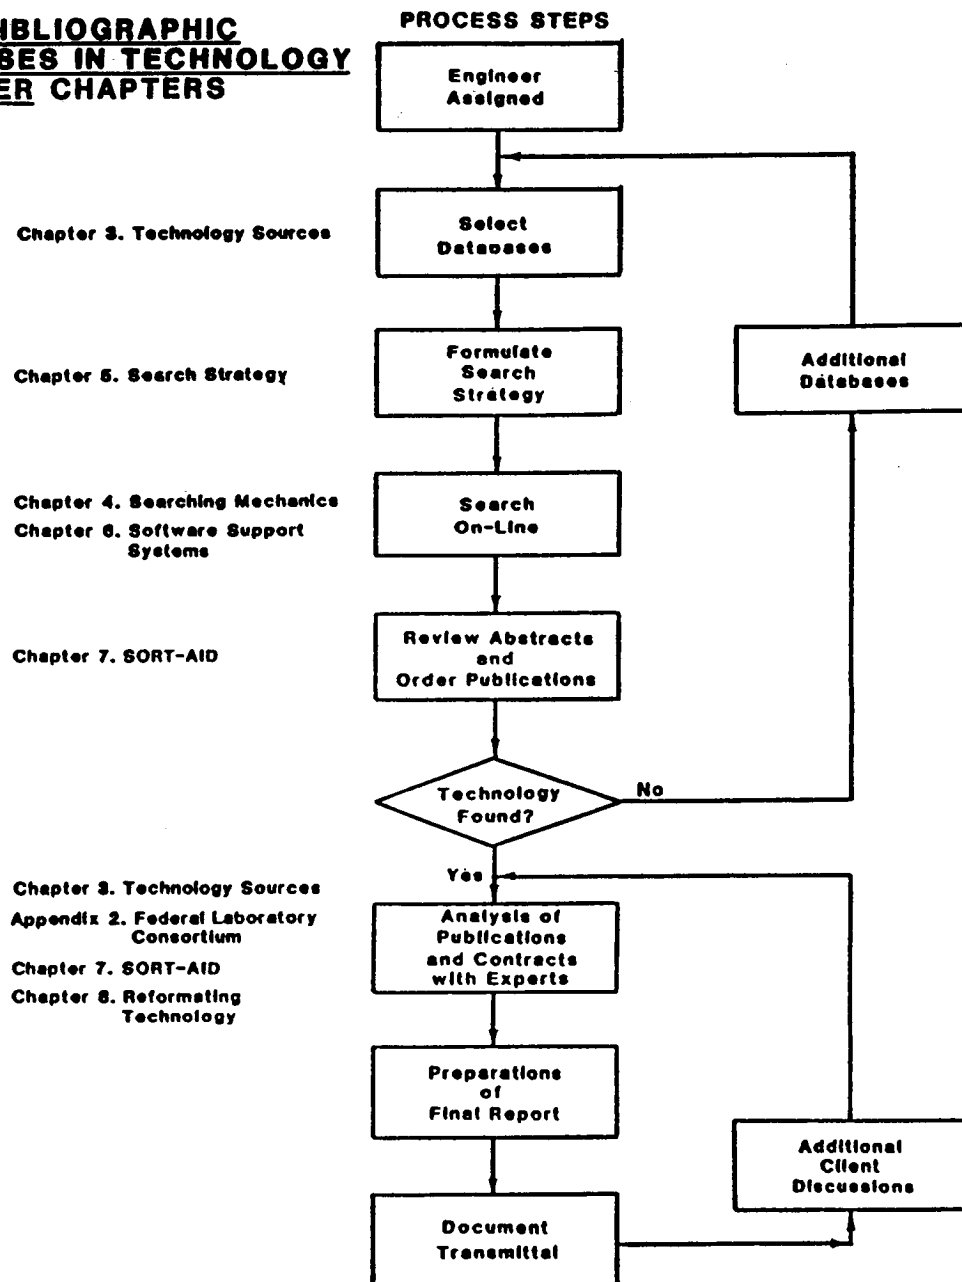 PROCESS STEPS
IBLIOGRAPHIC
SES IN TECHNOLOGY
ER CHAPTERS
Engineer
Assigned
Chapter 3. Technology Sources
Select
Databases
Chapter 5. Search Strategy
Formulate
Search
Strategy
Additional
Databases
Chapter 4. Searching Mechanics
Chapter 6. Software Support
Systems
Search
On-Line
Chapter 7. SORT-AID
Review Abstracts
and
Order Publications
Technology
Found?
No
Yes
Chapter 3. Technology Sources
Appendix 2. Federal Laboratory
Consortium
Chapter 7. SORT-AID
Chapter 8. Reformating
Technology
Analysis of
Publications
and Contracts
with Experts
Preparations
of
Final Report
Additional
Client
Discussions
Document
Transmittal